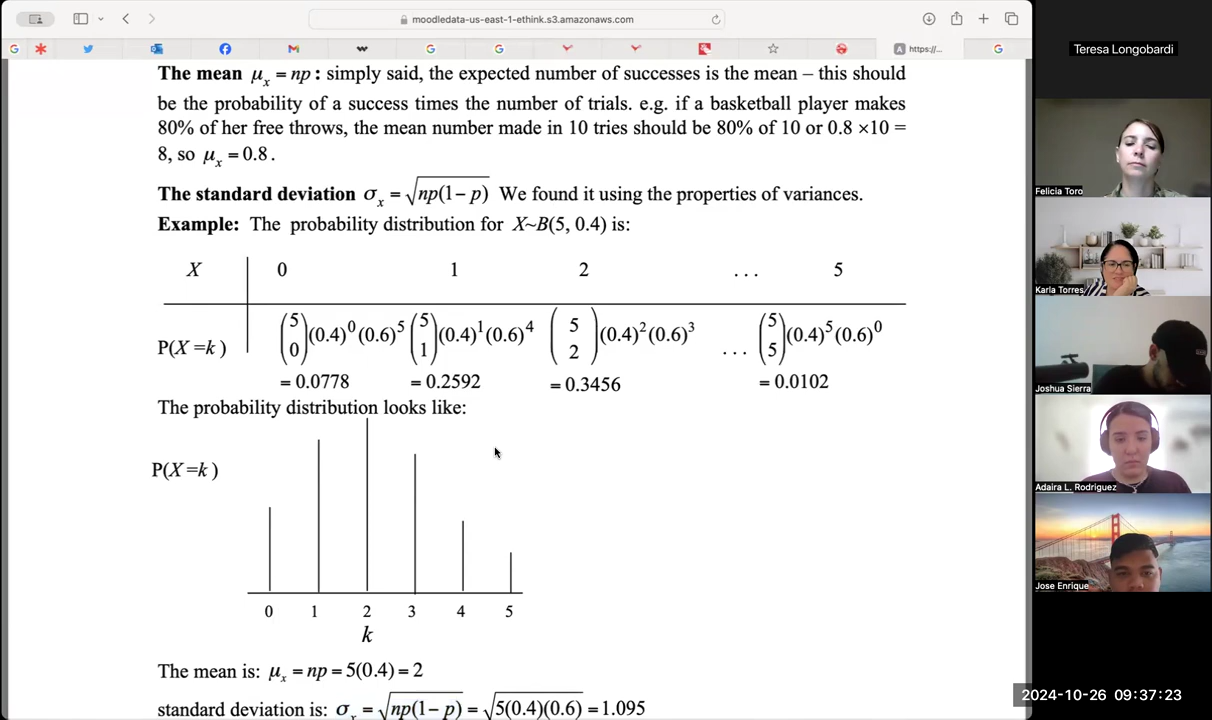 moodledata-us-east-1-ethink.s3.amazonaws.com
https://...
The mean μx = np : simply said, the expected number of successes is the mean – this should
be the probability of a success times the number of trials. e.g. if a basketball player makes
80% of her free throws, the mean number made in 10 tries should be 80% of 10 or 0.8 ×10 =
8, so μx = 0.8 .
The standard deviation σx = √np(1− p) We found it using the properties of variances.
Example: The probability distribution for X~B(5, 0.4) is:
X 0 1 2 ... 5
P(X =k ) (5 0)(0.4)^0(0.6)^5 (5 1)(0.4)^1(0.6)^4 (5 2)(0.4)^2(0.6)^3 ... (5 5)(0.4)^5(0.6)^0
= 0.0778 = 0.2592 = 0.3456 = 0.0102
The probability distribution looks like:
P(X =k )
0 1 2 3 4 5
k
The mean is: μx = np = 5(0.4) = 2
standard deviation is: σx = √np(1− p) = √5(0.4)(0.6) = 1.095
Teresa Longobardi
Felicia Toro
Karla Torres
Joshua Sierra
Adaira L. Rodriguez
Jose Enrique
2024-10-26 09:37:23